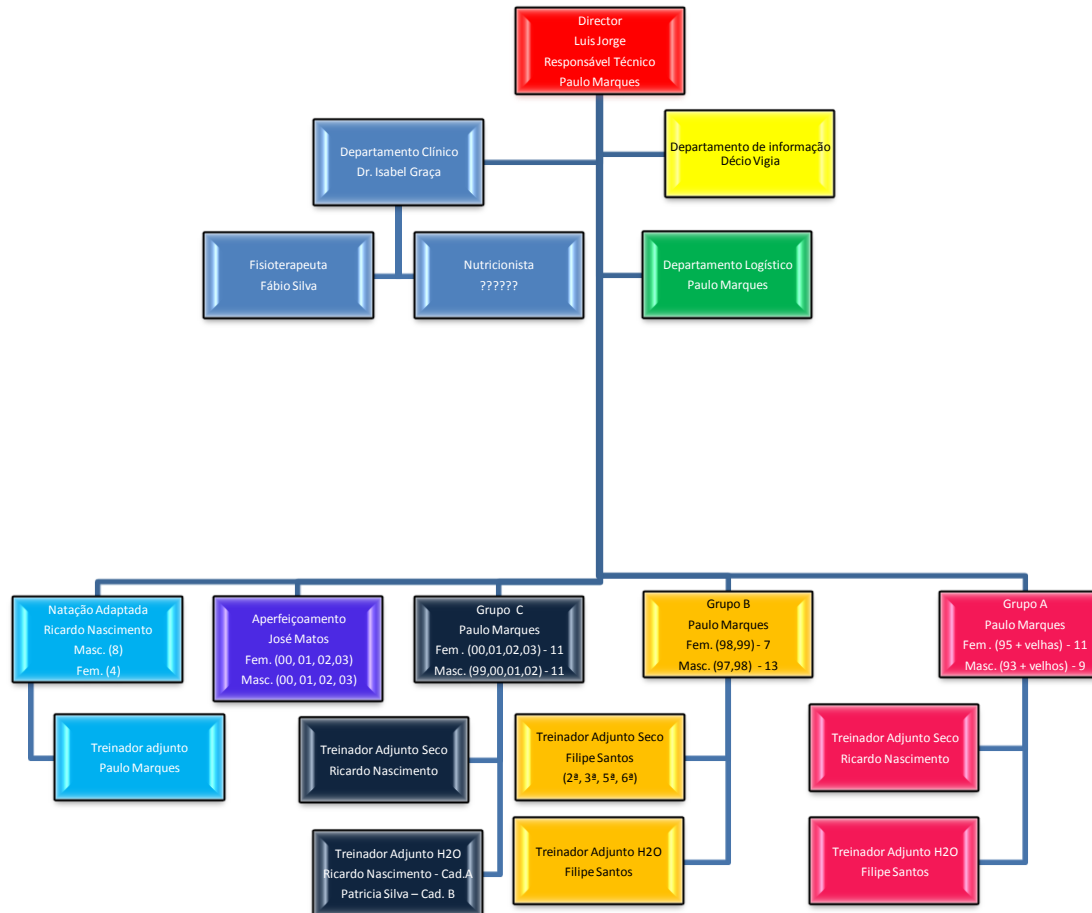 Director
Luis Jorge
Responsável Técnico
Paulo Marques
Departamento Clínico
Dr. Isabel Graça
Departamento de informação
Décio Vigia
Fisioterapeuta
Fábio Silva
Nutricionista
??????
Departamento Logístico
Paulo Marques
Natação Adaptada
Ricardo Nascimento
Masc. (8)
Fem. (4)
Aperfeiçoamento
José Matos
Fem. (00, 01, 02,03)
Masc. (00, 01, 02, 03)
Grupo C
Paulo Marques
Fem . (00,01,02,03) - 11
Masc. (99,00,01,02) - 11
Grupo B
Paulo Marques
Fem. (98,99) - 7
Masc. (97,98) - 13
Grupo A
Paulo Marques
Fem . (95 + velhas) - 11
Masc. (93 + velhos) - 9
Treinador adjunto
Paulo Marques
Treinador Adjunto Seco
Ricardo Nascimento
Treinador Adjunto Seco
Filipe Santos
(2ª, 3ª, 5ª, 6ª)
Treinador Adjunto Seco
Ricardo Nascimento
Treinador Adjunto H2O
Ricardo Nascimento - Cad.A
Patricia Silva – Cad. B
Treinador Adjunto H2O
Filipe Santos
Treinador Adjunto H2O
Filipe Santos